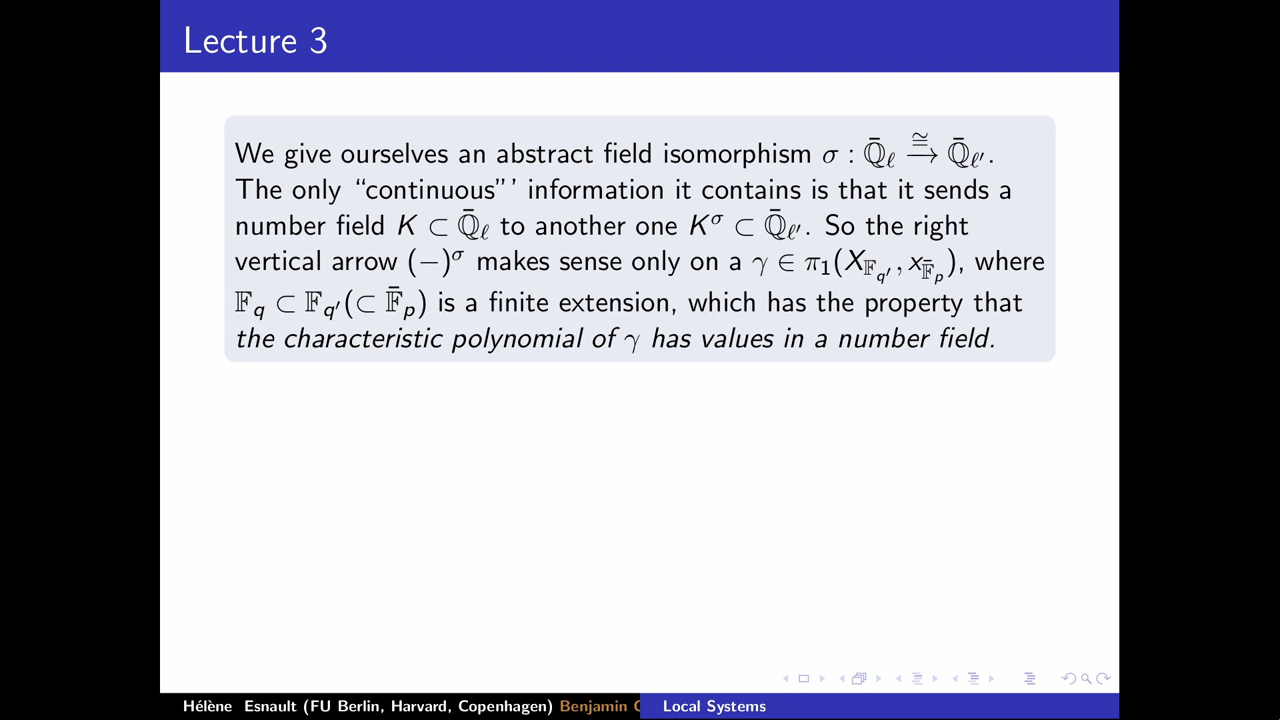 Lecture 3
We give ourselves an abstract field isomorphism σ : Q̄_ℓ ≅→ Q̄_ℓ′.
The only “continuous”’ information it contains is that it sends a
number field K ⊂ Q̄_ℓ to another one K^σ ⊂ Q̄_ℓ′. So the right
vertical arrow (−)^σ makes sense only on a γ ∈ π₁(X_{𝔽_{q′}}, x_{𝔽̄_p}), where
𝔽_q ⊂ 𝔽_{q′}(⊂ 𝔽̄_p) is a finite extension, which has the property that
the characteristic polynomial of γ has values in a number field.
Hélène Esnault (FU Berlin, Harvard, Copenhagen) Benjamin
Local Systems